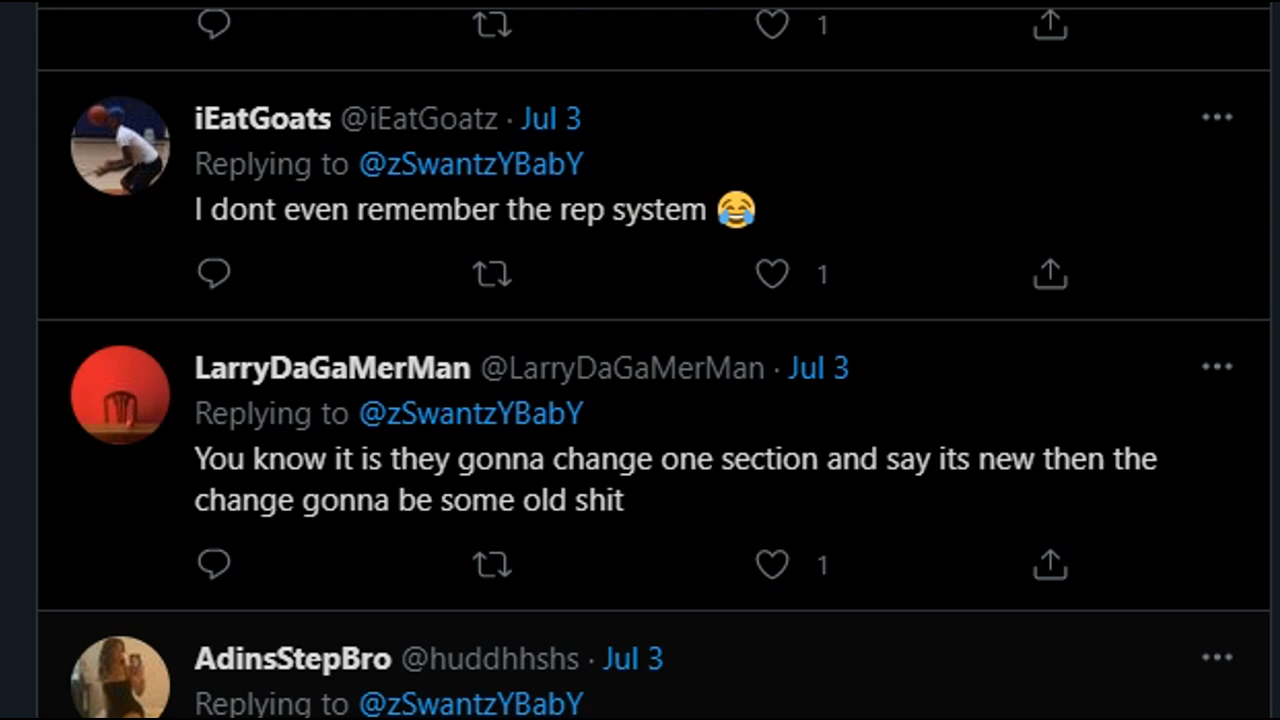 1
iEatGoats @iEatGoatz · Jul 3
Replying to @zSwantzYBabY
I dont even remember the rep system 😂
1
LarryDaGaMerMan @LarryDaGaMerMan · Jul 3
Replying to @zSwantzYBabY
You know it is they gonna change one section and say its new then the
change gonna be some old shit
1
AdinsStepBro @huddhhshs · Jul 3
Replying to @zSwantzYBabY